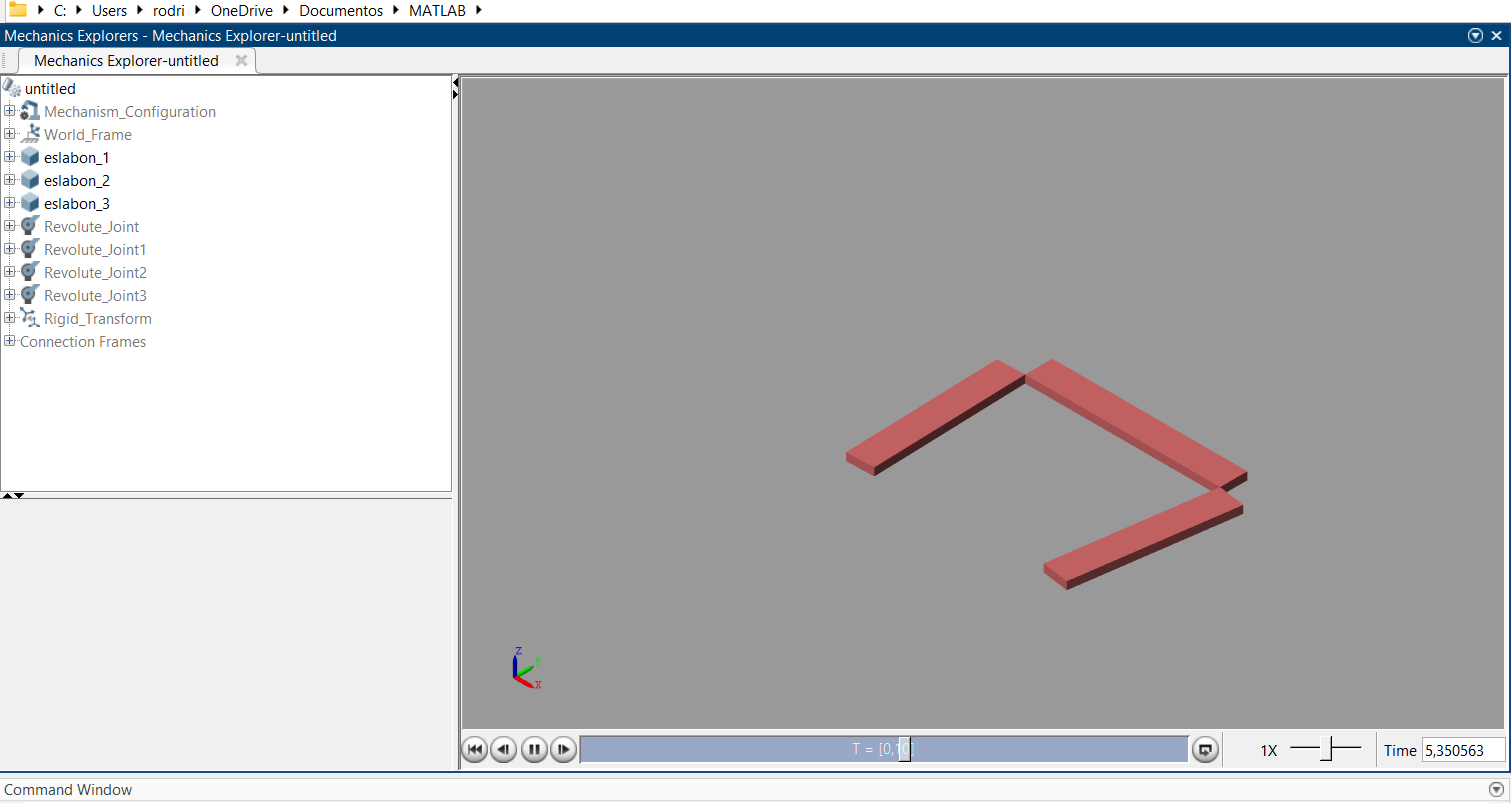 C: Users rodri OneDrive Documentos MATLAB
Mechanics Explorers - Mechanics Explorer-untitled
Mechanics Explorer-untitled
untitled
Mechanism_Configuration
World_Frame
eslabon_1
eslabon_2
eslabon_3
Revolute_Joint
Revolute_Joint1
Revolute_Joint2
Revolute_Joint3
Rigid_Transform
Connection Frames
Z
Y
X
T = [0,10]
1X
Time 5,350563
Command Window